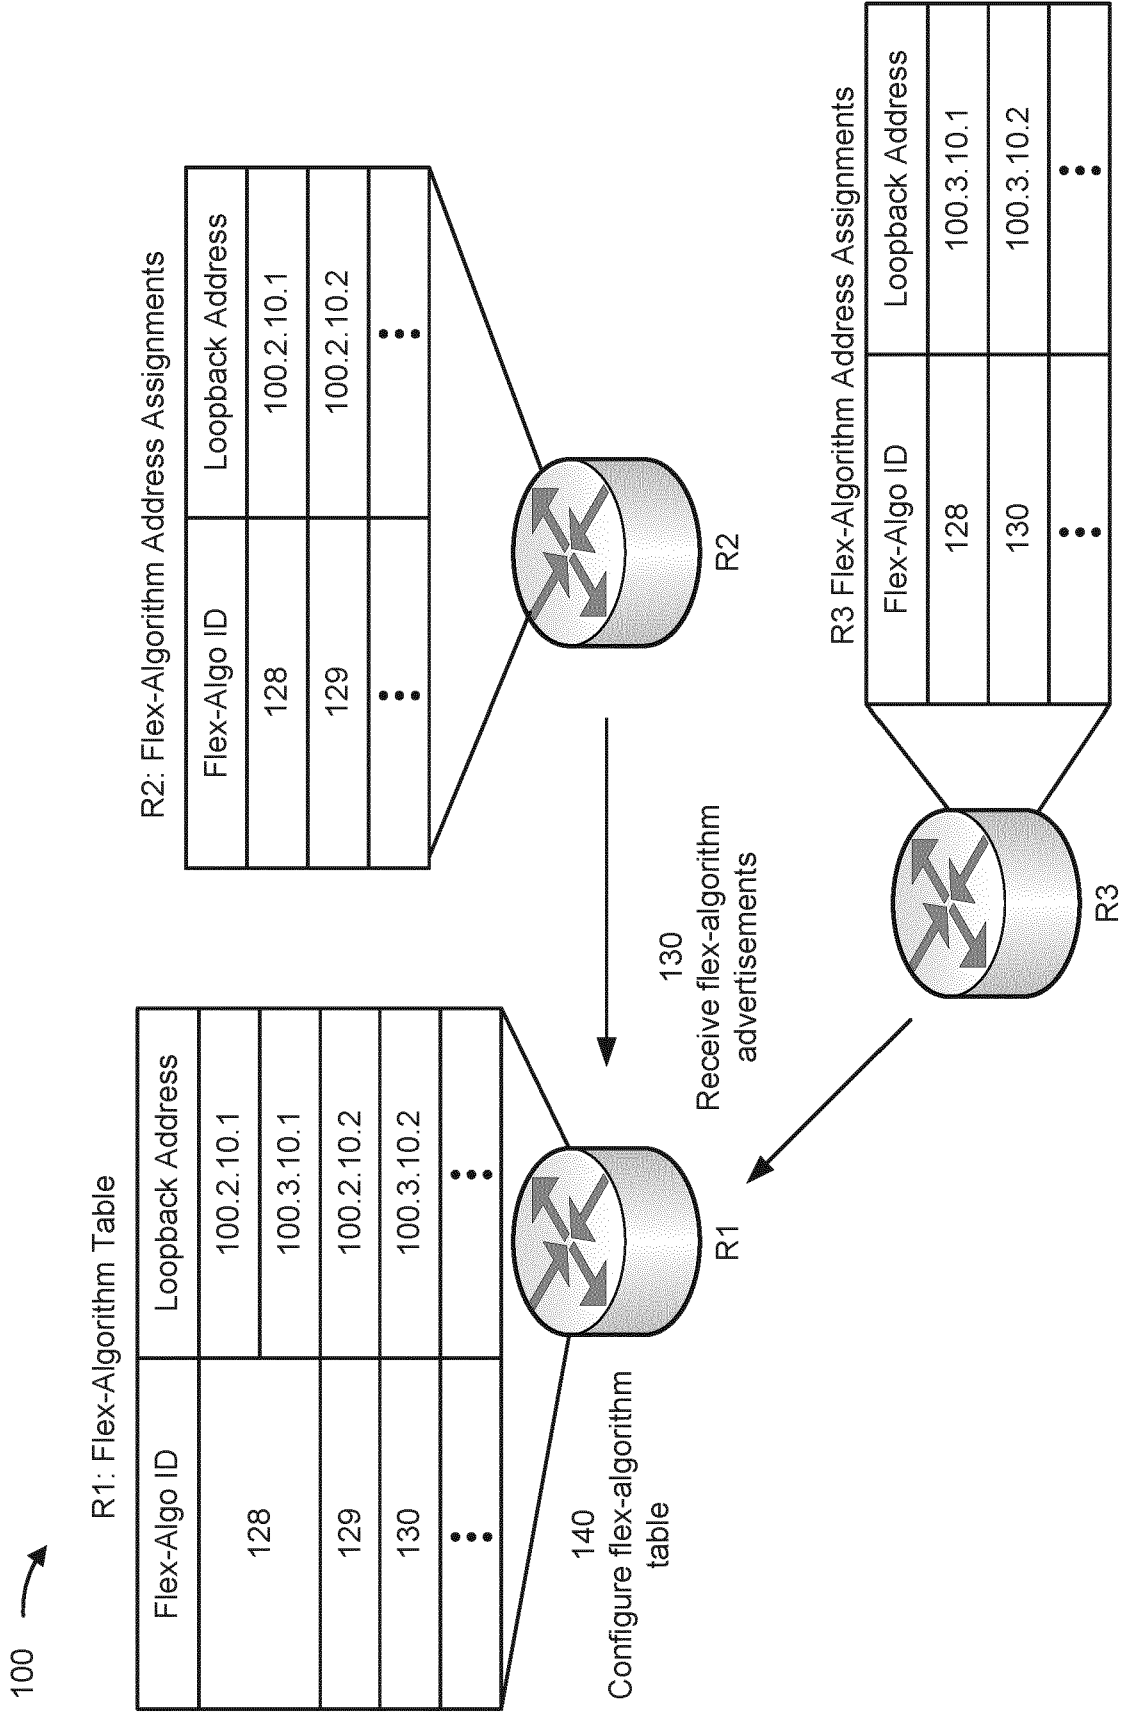 100
R1: Flex-Algorithm Table
Flex-Algo ID Loopback Address
128 100.2.10.1
100.3.10.1
129 100.2.10.2
130 100.3.10.2
••• •••
140
Configure flex-algorithm
table
R1
R2: Flex-Algorithm Address Assignments
Flex-Algo ID Loopback Address
128 100.2.10.1
129 100.2.10.2
••• •••
R2
130
Receive flex-algorithm
advertisements
R3 Flex-Algorithm Address Assignments
Flex-Algo ID Loopback Address
128 100.3.10.1
130 100.3.10.2
••• •••
R3